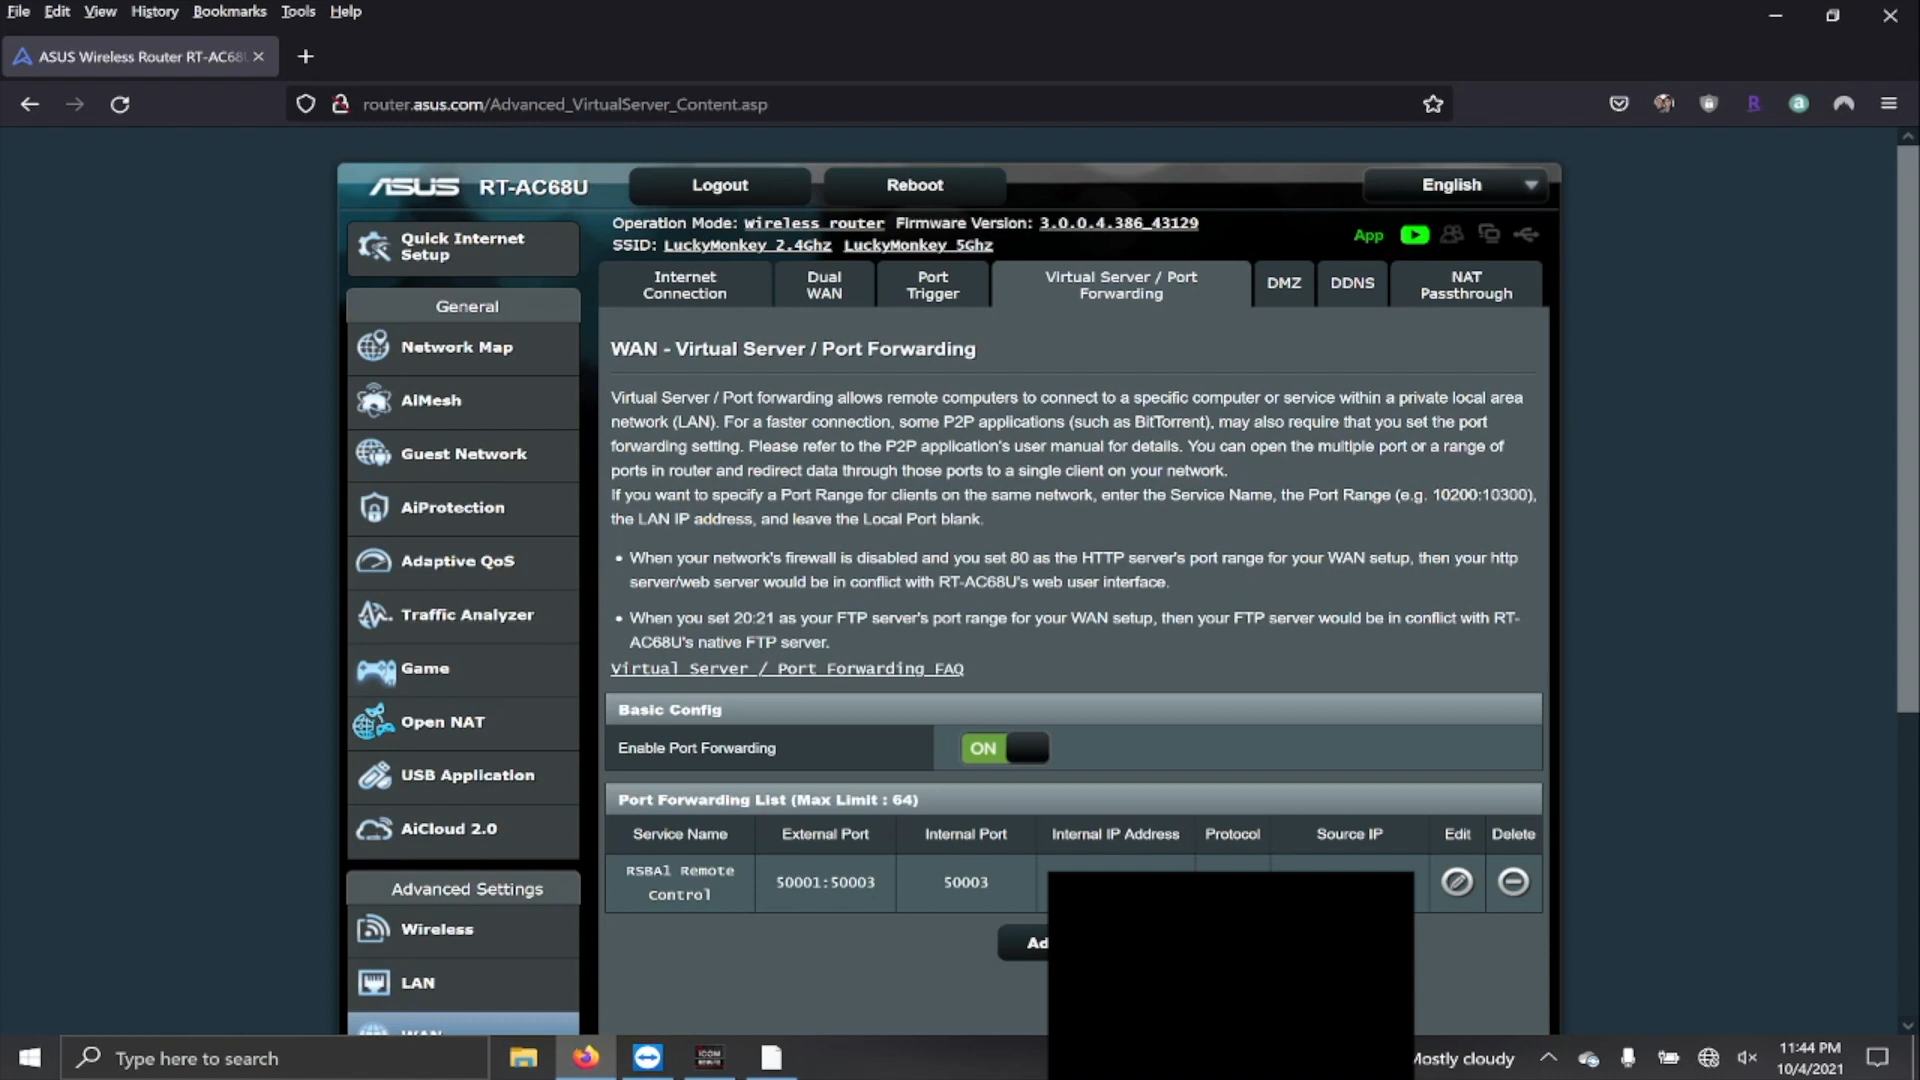 File Edit View History Bookmarks Tools Help
ASUS Wireless Router RT-AC68U
router.asus.com/Advanced_VirtualServer_Content.asp
ASUS RT-AC68U Logout Reboot English
Operation Mode: Wireless router Firmware Version: 3.0.0.4.386_43129
SSID: LuckyMonkey_2.4Ghz LuckyMonkey_5Ghz
App
Quick Internet
Setup
General
Network Map
AiMesh
Guest Network
AiProtection
Adaptive QoS
Traffic Analyzer
Game
Open NAT
USB Application
AiCloud 2.0
Advanced Settings
Wireless
LAN
WAN
Internet
Connection
Dual
WAN
Port
Trigger
Virtual Server / Port
Forwarding
DMZ
DDNS
NAT
Passthrough
WAN - Virtual Server / Port Forwarding
Virtual Server / Port forwarding allows remote computers to connect to a specific computer or service within a private local area
network (LAN). For a faster connection, some P2P applications (such as BitTorrent), may also require that you set the port
forwarding setting. Please refer to the P2P application's user manual for details. You can open the multiple port or a range of
ports in router and redirect data through those ports to a single client on your network.
If you want to specify a Port Range for clients on the same network, enter the Service Name, the Port Range (e.g. 10200:10300),
the LAN IP address, and leave the Local Port blank.
• When your network's firewall is disabled and you set 80 as the HTTP server's port range for your WAN setup, then your http
server/web server would be in conflict with RT-AC68U's web user interface.
• When you set 20:21 as your FTP server's port range for your WAN setup, then your FTP server would be in conflict with RT-
AC68U's native FTP server.
Virtual Server / Port Forwarding FAQ
Basic Config
Enable Port Forwarding ON
Port Forwarding List (Max Limit : 64)
Service Name External Port Internal Port Internal IP Address Protocol Source IP Edit Delete
RSBA1 Remote
Control
50001:50003 50003
Ad
Type here to search
ICOM
Mostly cloudy
11:44 PM
10/4/2021